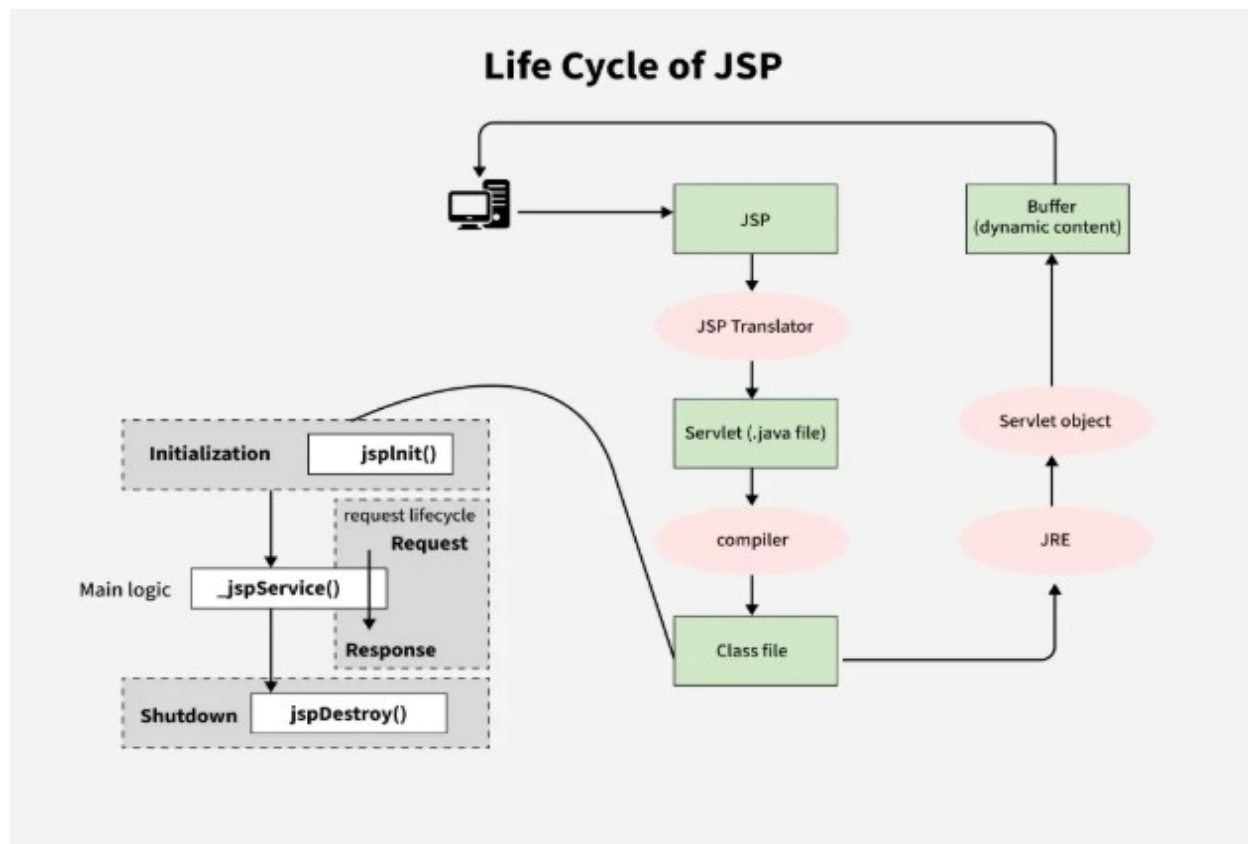 Life Cycle of JSP
JSP
Buffer
(dynamic content)
JSP Translator
Servlet (.java file)
Servlet object
Initialization
jspInit()
request lifecycle
Request
compiler
JRE
Main logic
_jspService()
Response
Class file
Shutdown
jspDestroy()